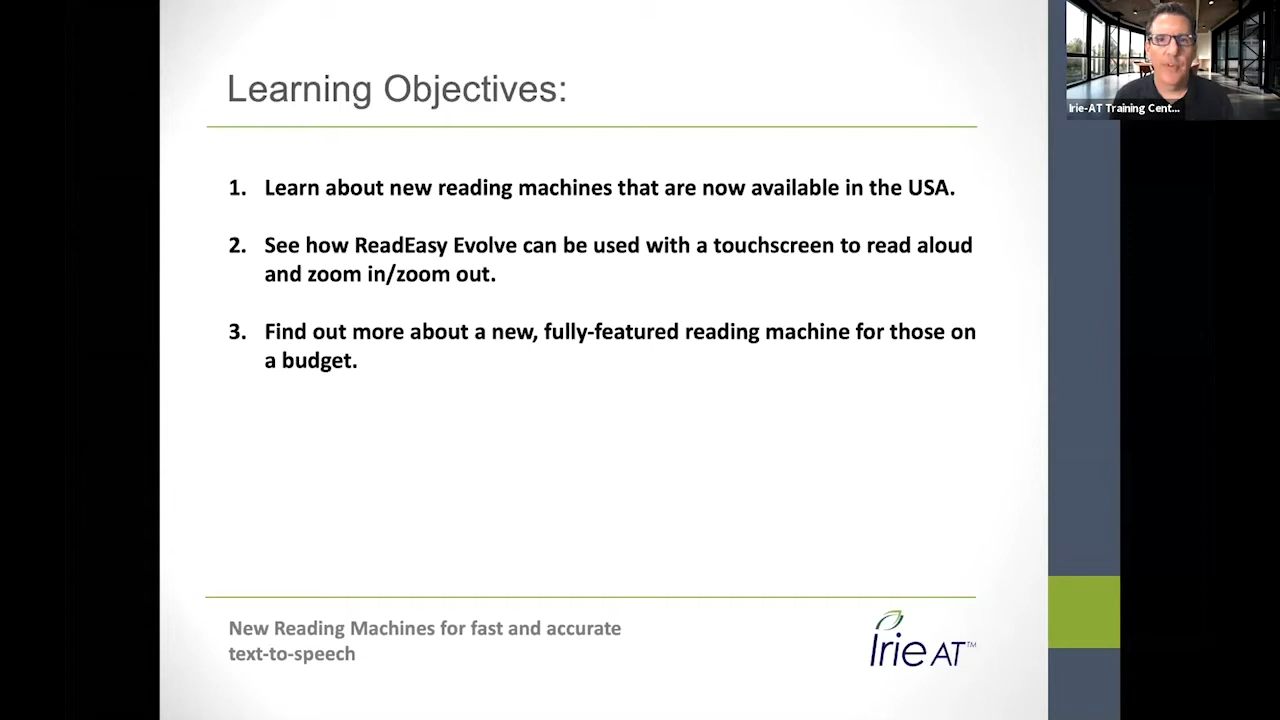 Learning Objectives:
Irie-AT Training Cent...
1. Learn about new reading machines that are now available in the USA.
2. See how ReadEasy Evolve can be used with a touchscreen to read aloud
and zoom in/zoom out.
3. Find out more about a new, fully-featured reading machine for those on
a budget.
New Reading Machines for fast and accurate
text-to-speech
Irie AT™